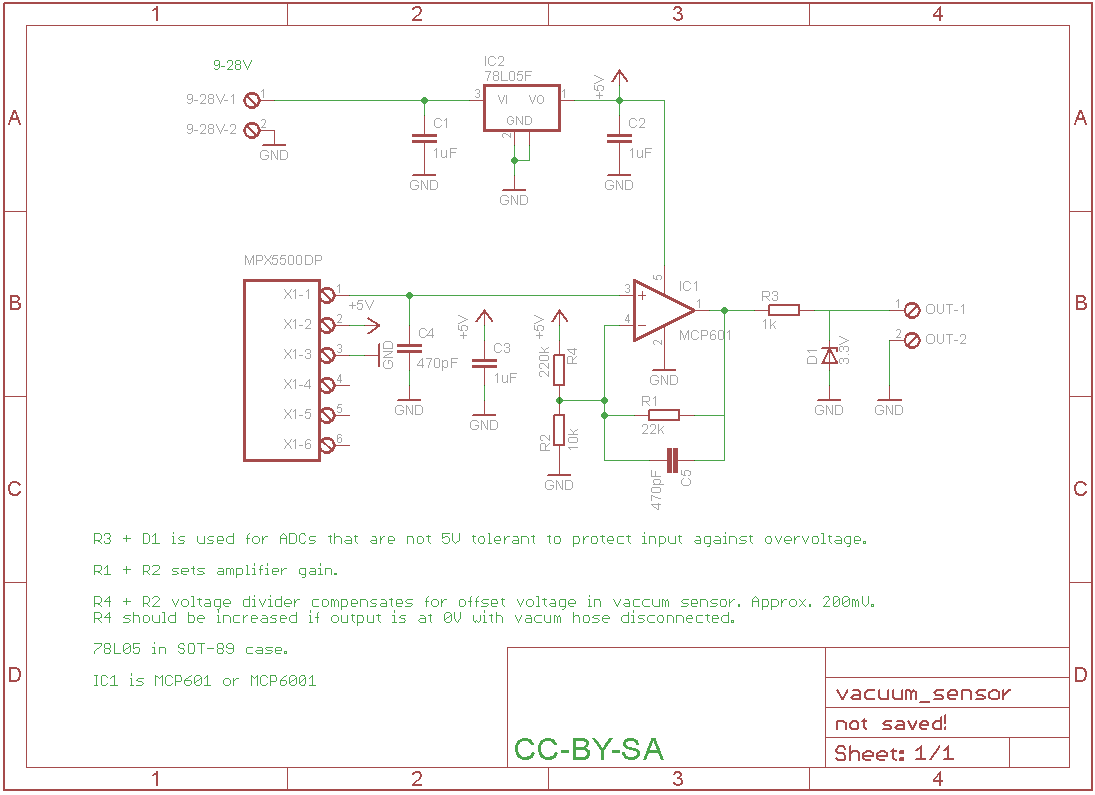 1 2 3 4
A
B
C
D
A
B
C
D
9-28V
9-28V-1
1
9-28V-2
2
GND
C1
1uF
GND
IC2
78L05F
3
VI VO
1
GND
2
GND
+5V
C2
1uF
GND
MPX5500DP
X1-1
1
+5V
X1-2
2
X1-3
3
GND
X1-4
4
X1-5
5
X1-6
6
C4
470pF
GND
+5V
C3
1uF
GND
+5V
220k
R4
R2
10k
GND
3
+
4
-
5
IC1
1
MCP601
2
GND
R1
22k
470pF
C5
R3
1k
D1
3.3V
GND
1
OUT-1
2
OUT-2
GND
R3 + D1 is used for ADCs that are not 5V tolerant to protect input against overvoltage.
R1 + R2 sets amplifier gain.
R4 + R2 voltage divider compensates for offset voltage in vaccum sensor. Approx. 200mV.
R4 should be increased if output is at 0V with vacum hose disconnected.
78L05 in SOT-89 case.
IC1 is MCP601 or MCP6001
CC-BY-SA
vacuum_sensor
not saved!
Sheet: 1/1
1 2 3 4